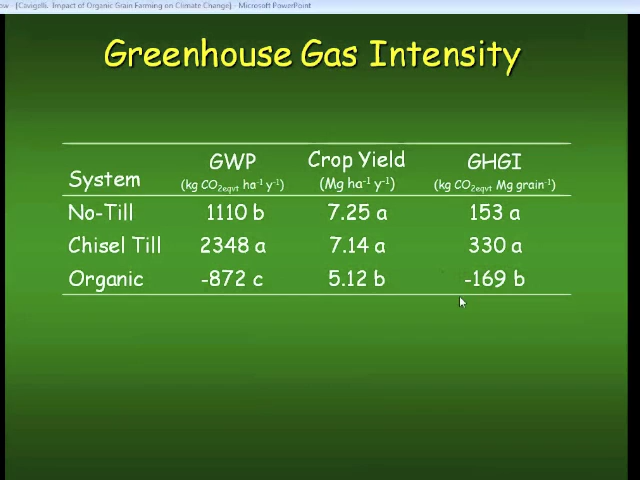 ow - [Cavigelli. Impact of Organic Grain Farming on Climate Change] - Microsoft PowerPoint
Greenhouse Gas Intensity
System GWP (kg CO2eqvt ha-1 y-1) Crop Yield (Mg ha-1 y-1) GHGI (kg CO2eqvt Mg grain-1)
No-Till 1110 b 7.25 a 153 a
Chisel Till 2348 a 7.14 a 330 a
Organic -872 c 5.12 b -169 b